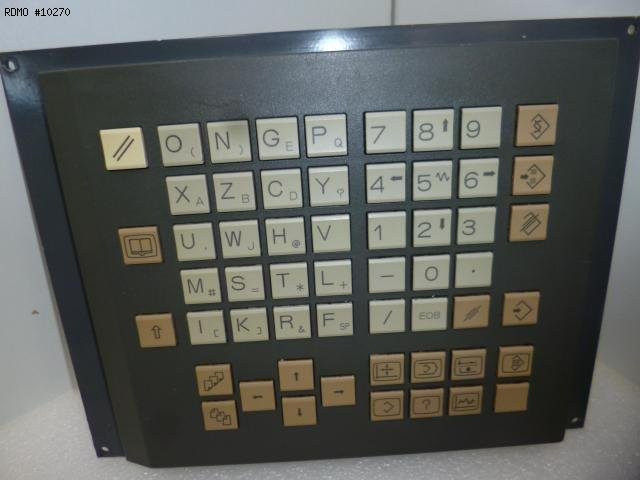 RDMO #10270
O( N) GE PQ 7 8 9
XA ZB CD Y? 4 5 6
U, WJ H@ V 1 2 3
M# S= T* L+ - 0 .
I[ K] R& FSP / EOB
?